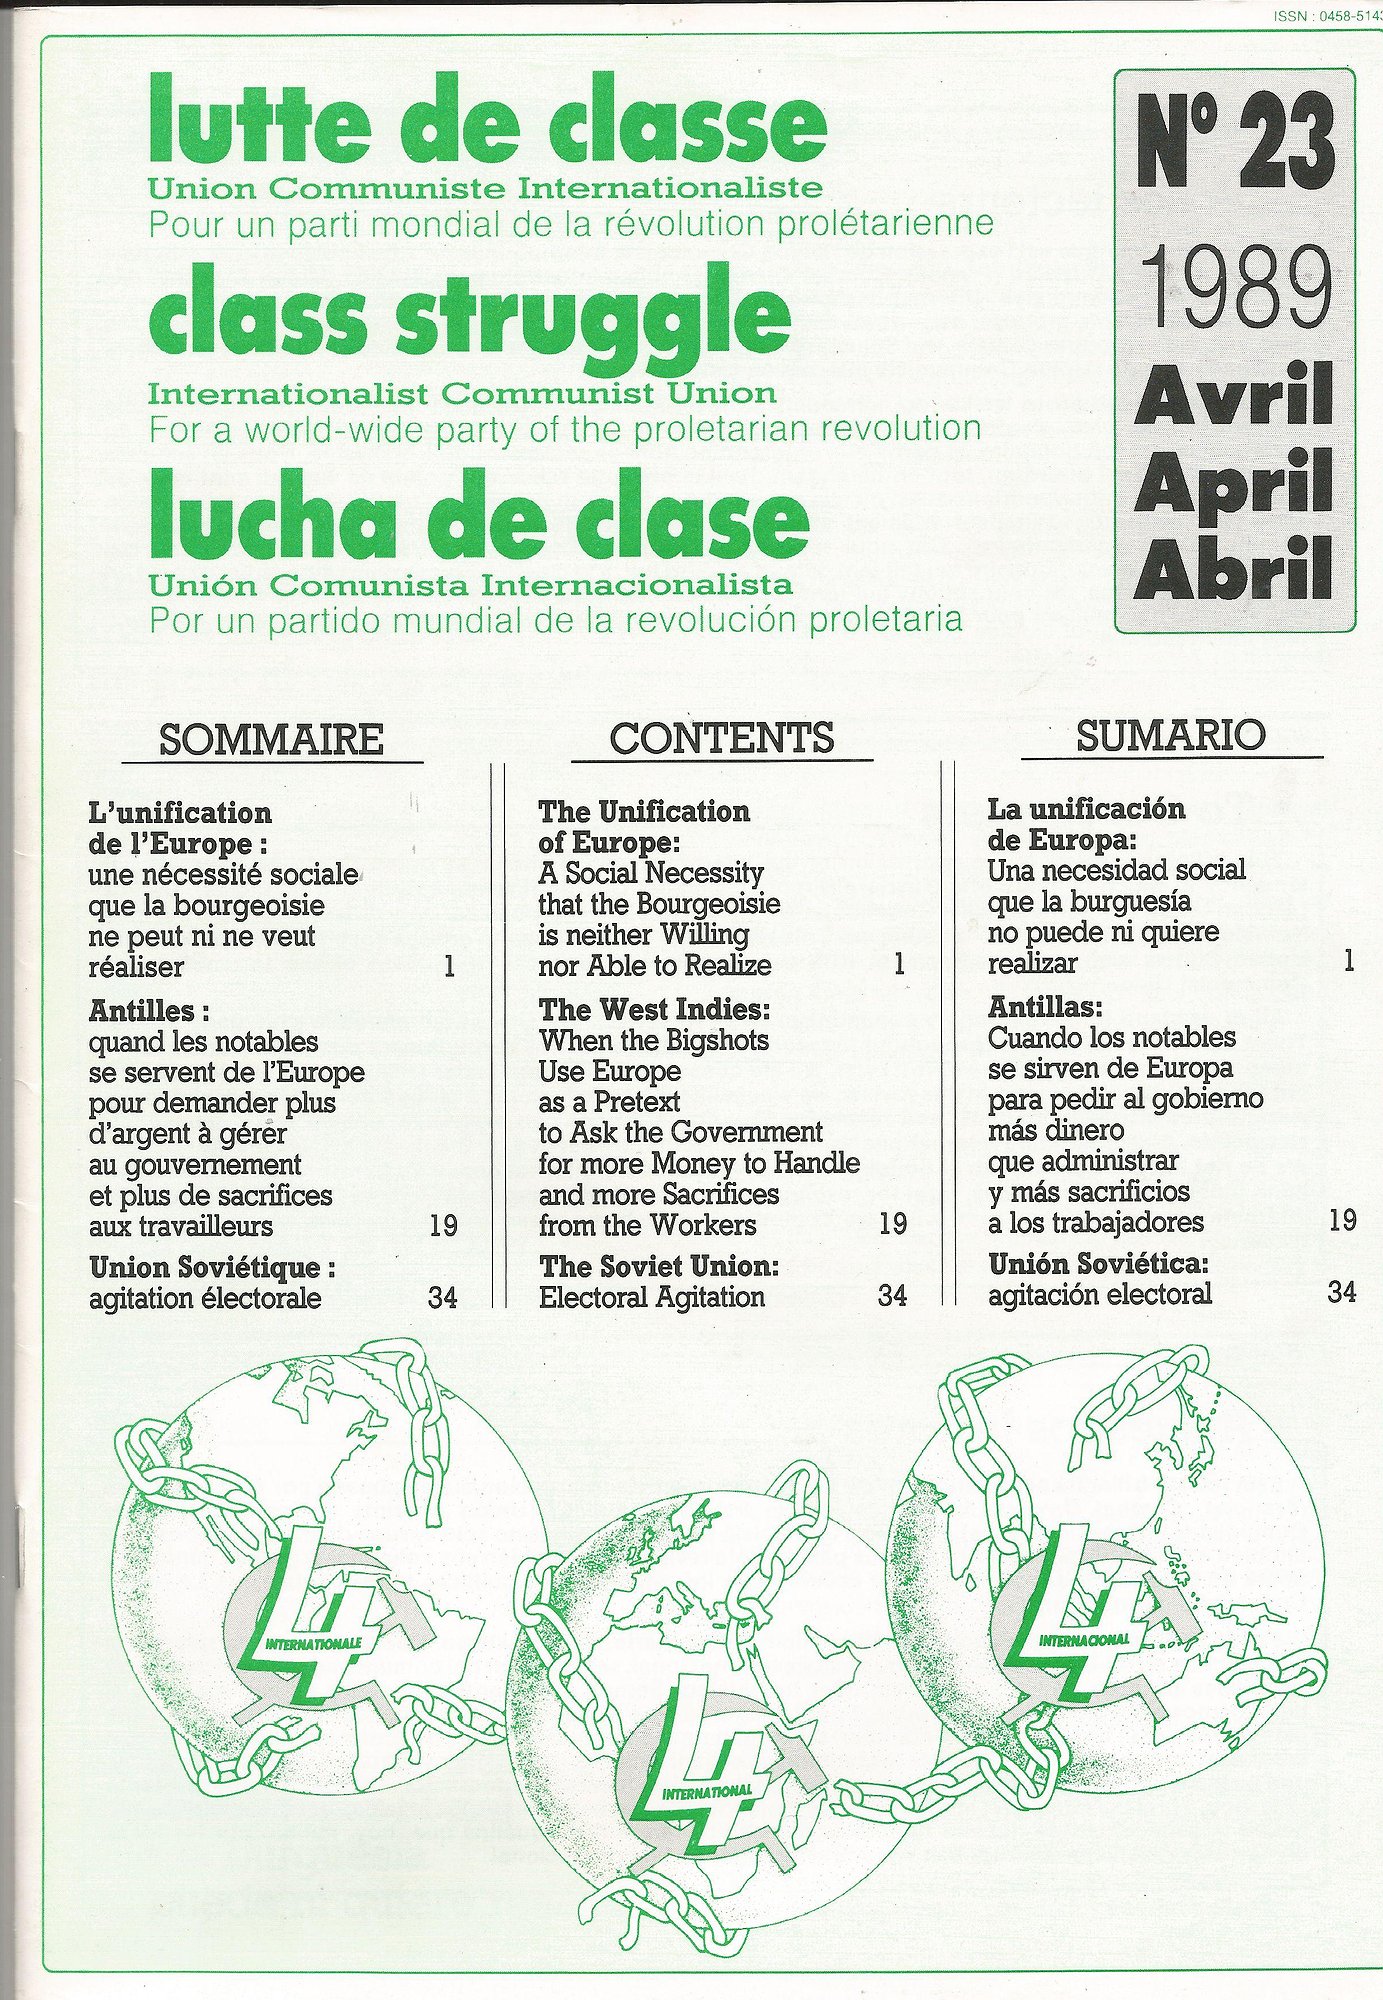 ISSN : 0458-5143
lutte de classe
Union Communiste Internationaliste
Pour un parti mondial de la révolution prolétarienne
class struggle
Internationalist Communist Union
For a world-wide party of the proletarian revolution
lucha de clase
Unión Comunista Internacionalista
Por un partido mundial de la revolución proletaria
Nº 23
1989
Avril
April
Abril
SOMMAIRE
L'unification
de l'Europe :
une nécessité sociale
que la bourgeoisie
ne peut ni ne veut
réaliser 1
Antilles :
quand les notables
se servent de l'Europe
pour demander plus
d'argent à gérer
au gouvernement
et plus de sacrifices
aux travailleurs 19
Union Soviétique :
agitation électorale 34
CONTENTS
The Unification
of Europe:
A Social Necessity
that the Bourgeoisie
is neither Willing
nor Able to Realize 1
The West Indies:
When the Bigshots
Use Europe
as a Pretext
to Ask the Government
for more Money to Handle
and more Sacrifices
from the Workers 19
The Soviet Union:
Electoral Agitation 34
SUMARIO
La unificación
de Europa:
Una necesidad social
que la burguesía
no puede ni quiere
realizar 1
Antillas:
Cuando los notables
se sirven de Europa
para pedir al gobierno
más dinero
que administrar
y más sacrificios
a los trabajadores 19
Unión Soviética:
agitación electoral 34
4
INTERNATIONALE
4
INTERNATIONAL
4
INTERNACIONAL